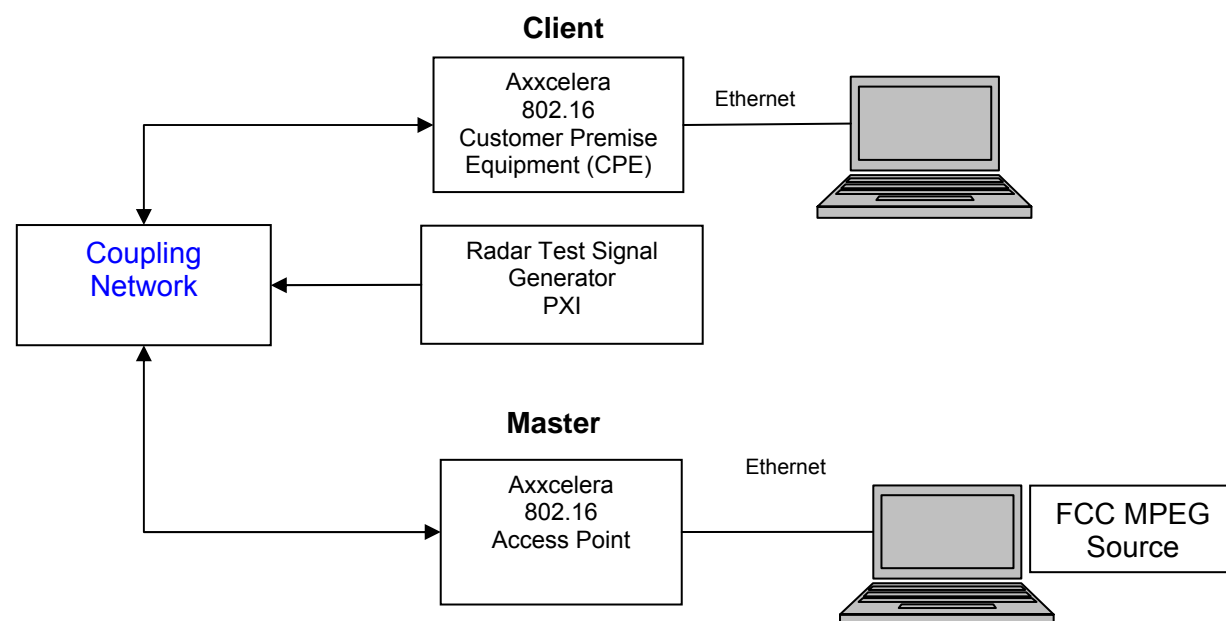 Client
Axxcelera
802.16
Customer Premise
Equipment (CPE)
Ethernet
Coupling
Network
Radar Test Signal
Generator
PXI
Master
Axxcelera
802.16
Access Point
Ethernet
FCC MPEG
Source